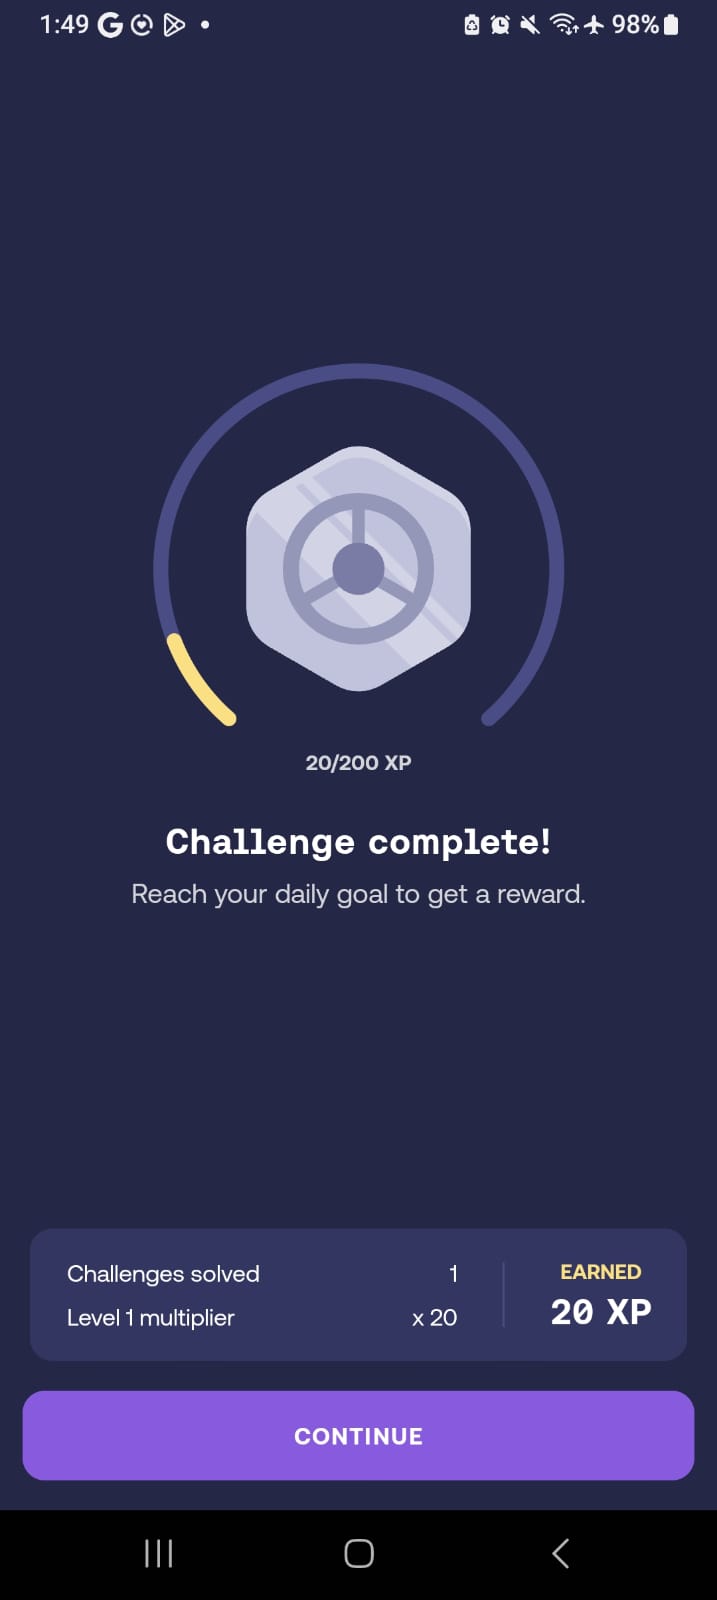 1:49
98%
20/200 XP
Challenge complete!
Reach your daily goal to get a reward.
Challenges solved 1
Level 1 multiplier x 20
EARNED
20 XP
CONTINUE